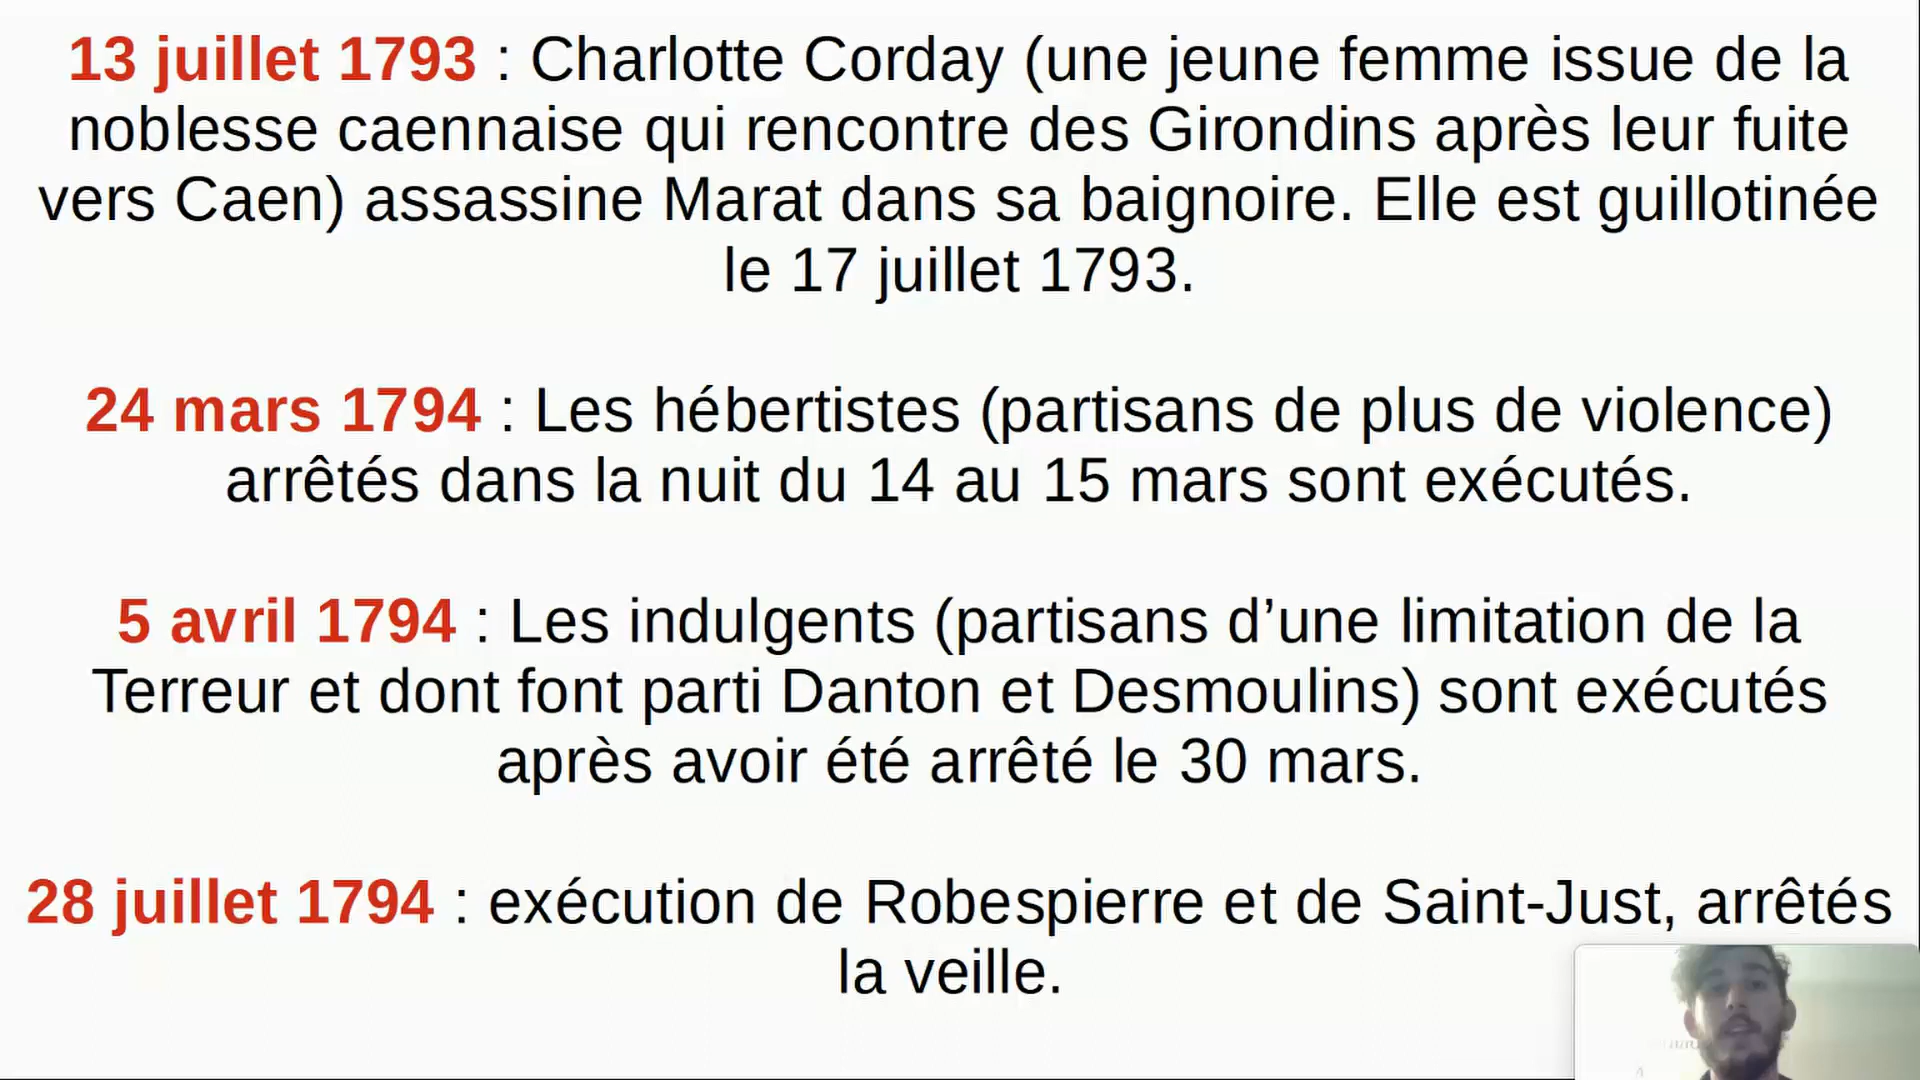 13 juillet 1793 : Charlotte Corday (une jeune femme issue de la
noblesse caennaise qui rencontre des Girondins après leur fuite
vers Caen) assassine Marat dans sa baignoire. Elle est guillotinée
le 17 juillet 1793.
24 mars 1794 : Les hébertistes (partisans de plus de violence)
arrêtés dans la nuit du 14 au 15 mars sont exécutés.
5 avril 1794 : Les indulgents (partisans d’une limitation de la
Terreur et dont font parti Danton et Desmoulins) sont exécutés
après avoir été arrêté le 30 mars.
28 juillet 1794 : exécution de Robespierre et de Saint-Just, arrêtés
la veille.